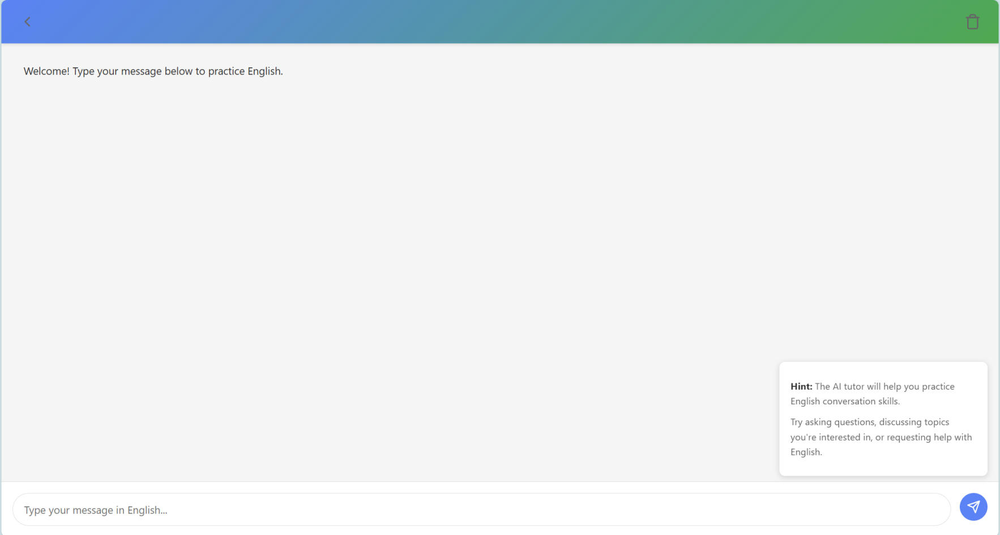 Welcome! Type your message below to practice English.
Hint: The AI tutor will help you practice
English conversation skills.
Try asking questions, discussing topics
you're interested in, or requesting help with
English.
Type your message in English...